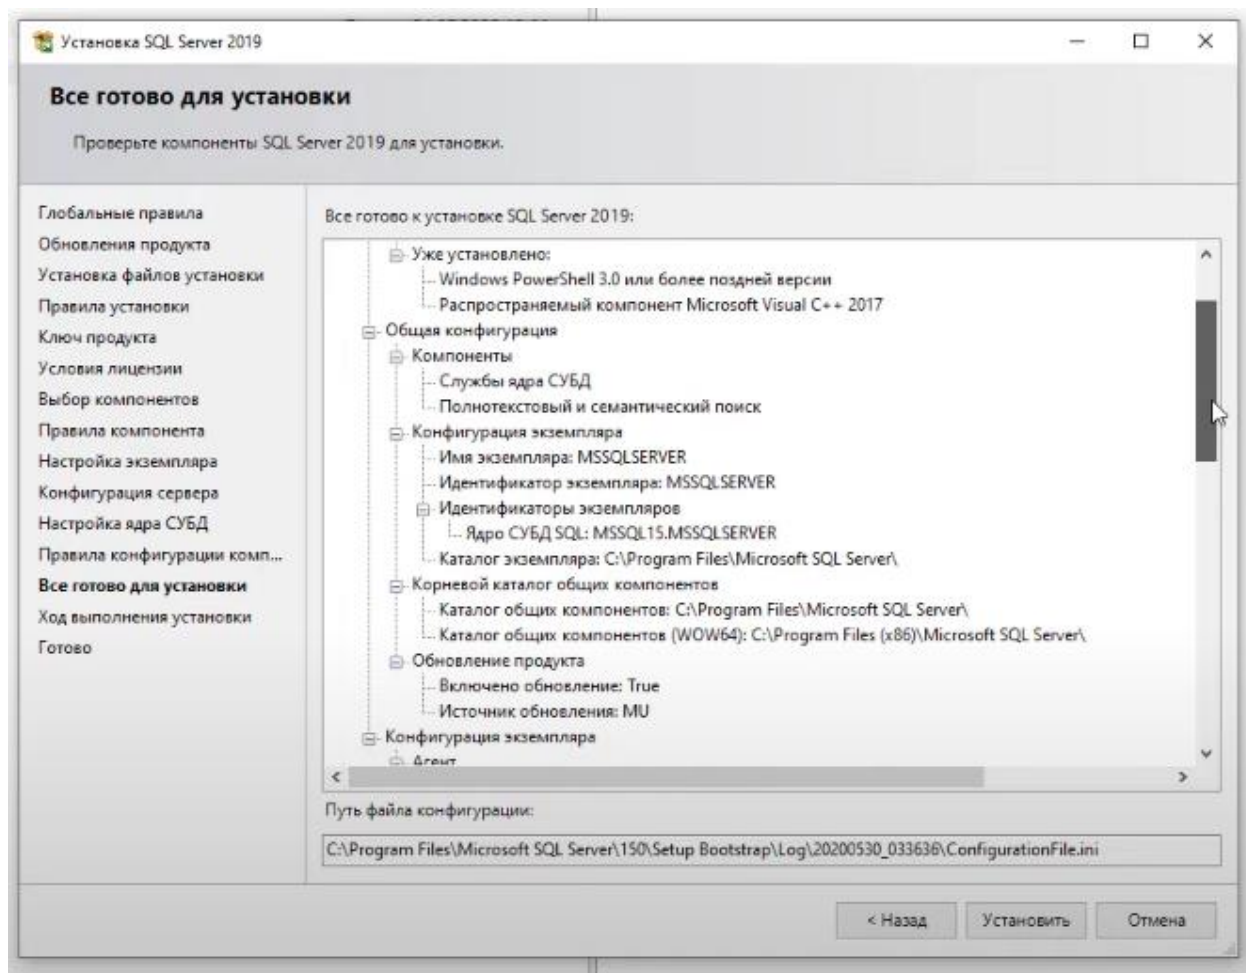 Установка SQL Server 2019
Все готово для установки
Проверьте компоненты SQL Server 2019 для установки.
Глобальные правила
Обновления продукта
Установка файлов установки
Правила установки
Ключ продукта
Условия лицензии
Выбор компонентов
Правила компонента
Настройка экземпляра
Конфигурация сервера
Настройка ядра СУБД
Правила конфигурации комп...
Все готово для установки
Ход выполнения установки
Готово
Все готово к установке SQL Server 2019:
Уже установлено:
Windows PowerShell 3.0 или более поздней версии
Распространяемый компонент Microsoft Visual C++ 2017
Общая конфигурация
Компоненты
Службы ядра СУБД
Полнотекстовый и семантический поиск
Конфигурация экземпляра
Имя экземпляра: MSSQLSERVER
Идентификатор экземпляра: MSSQLSERVER
Идентификаторы экземпляров
Ядро СУБД SQL: MSSQL15.MSSQLSERVER
Каталог экземпляра: C:\Program Files\Microsoft SQL Server\
Корневой каталог общих компонентов
Каталог общих компонентов: C:\Program Files\Microsoft SQL Server\
Каталог общих компонентов (WOW64): C:\Program Files (x86)\Microsoft SQL Server\
Обновление продукта
Включено обновление: True
Источник обновления: MU
Конфигурация экземпляра
Агент
Путь файла конфигурации:
C:\Program Files\Microsoft SQL Server\150\Setup Bootstrap\Log\20200530_033636\ConfigurationFile.ini
< Назад
Установить
Отмена